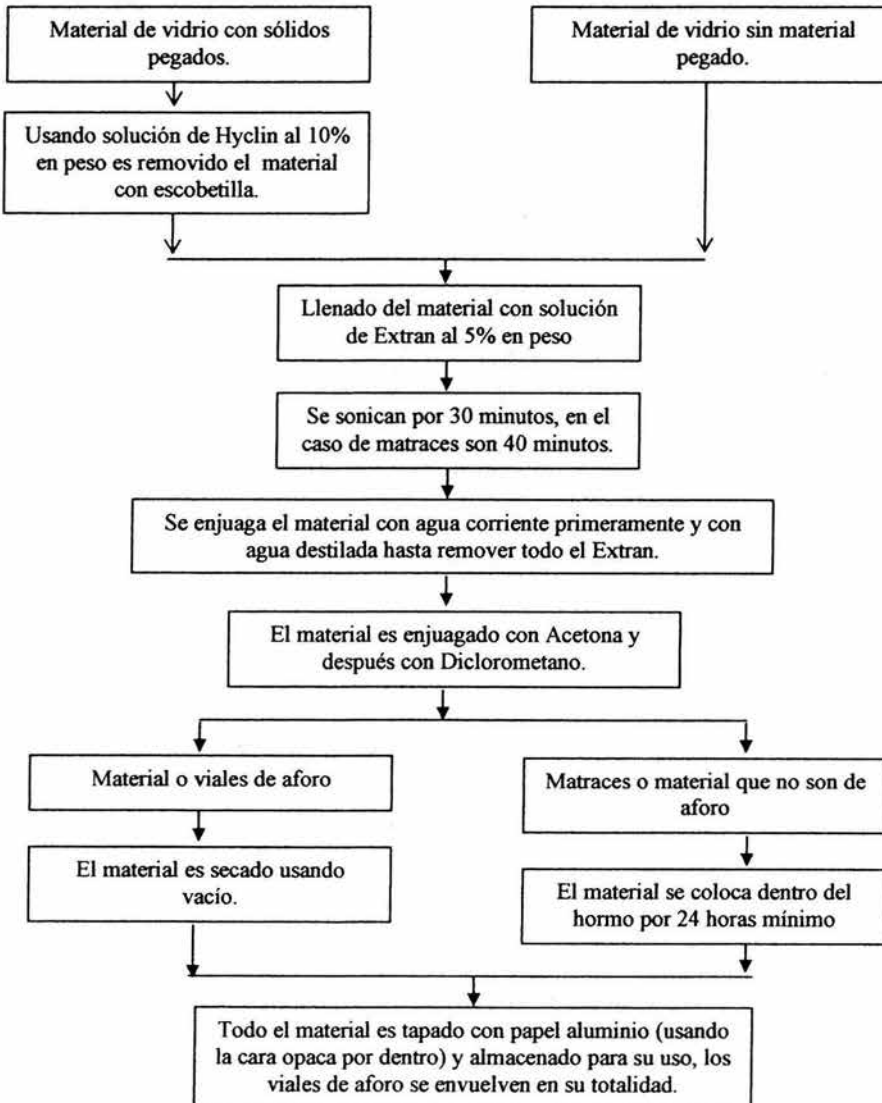 Material de vidrio con sólidos
pegados.
Material de vidrio sin material
pegado.
Usando solución de Hyclin al 10%
en peso es removido el material
con escobetilla.
Llenado del material con solución
de Extran al 5% en peso
Se sonican por 30 minutos, en el
caso de matraces son 40 minutos.
Se enjuaga el material con agua corriente primeramente y con
agua destilada hasta remover todo el Extran.
El material es enjuagado con Acetona y
después con Diclorometano.
Material o viales de aforo
El material es secado usando
vacío.
Matraces o material que no son de
aforo
El material se coloca dentro del
hormo por 24 horas mínimo
Todo el material es tapado con papel aluminio (usando
la cara opaca por dentro) y almacenado para su uso, los
viales de aforo se envuelven en su totalidad.